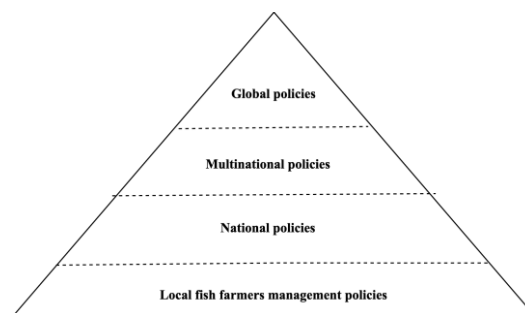 Global policies
Multinational policies
National policies
Local fish farmers management policies